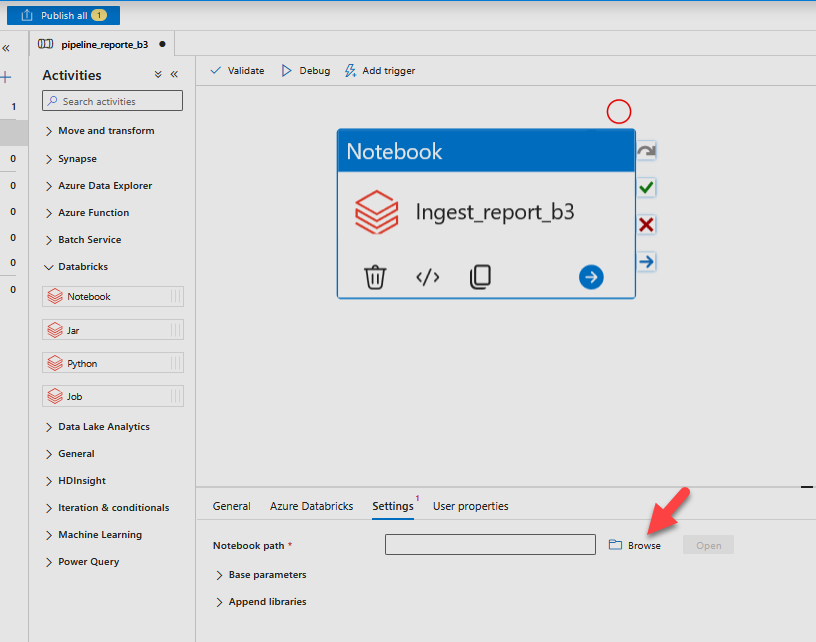 Publish all 1
pipeline_reporte_b3
Activities
Search activities
Move and transform
Synapse
Azure Data Explorer
Azure Function
Batch Service
Databricks
Notebook
Jar
Python
Job
Data Lake Analytics
General
HDInsight
Iteration & conditionals
Machine Learning
Power Query
1
0
0
0
0
0
0
Validate Debug Add trigger
Notebook
Ingest_report_b3
General Azure Databricks Settings 1 User properties
Notebook path * Browse Open
Base parameters
Append libraries